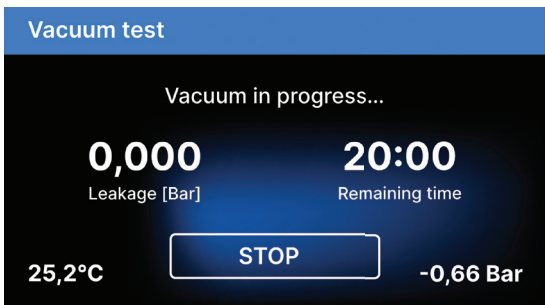 Vacuum test
Vacuum in progress...
0,000 20:00
Leakage [Bar] Remaining time
STOP
25,2°C -0,66 Bar